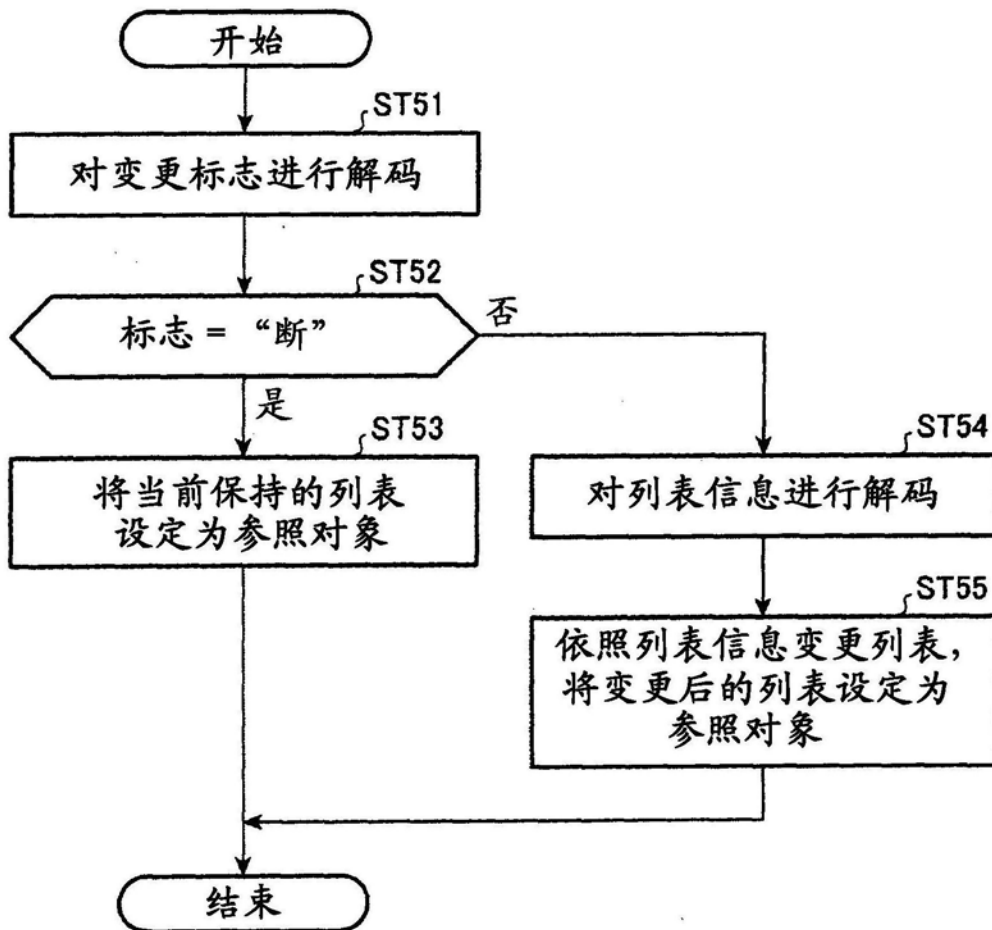 开始
ST51
对变更标志进行解码
ST52
标志 = “断”
否
是
ST53
将当前保持的列表
设定为参照对象
ST54
对列表信息进行解码
ST55
依照列表信息变更列表,
将变更后的列表设定为
参照对象
结束